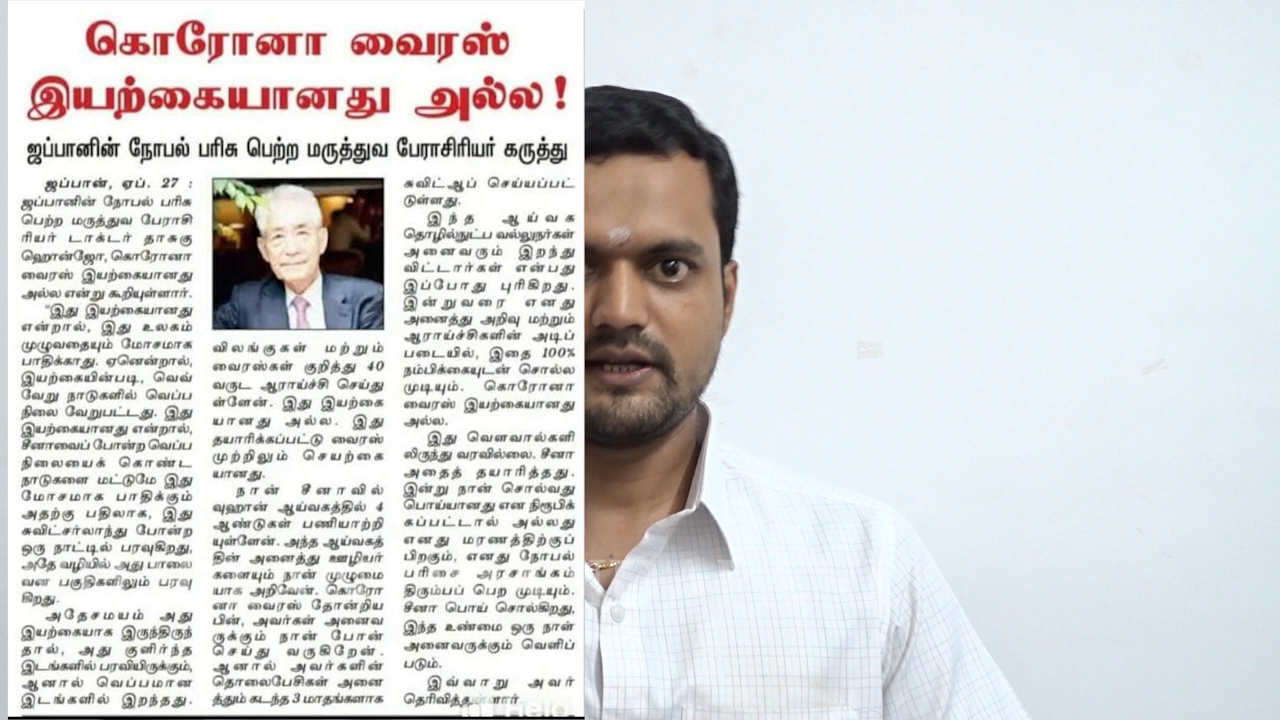 கொரோனா வைரஸ்
இயற்கையானது அல்ல!
ஜப்பானின் நோபல் பரிசு பெற்ற மருத்துவ பேராசிரியர் கருத்து
ஜப்பான், ஏப். 27 :
ஜப்பானின் நோபல் பரிசு
பெற்ற மருத்துவ பேராசி
ரியர் டாக்டர் தாசுகு
ஹொன்ஜோ, கொரோனா
வைரஸ் இயற்கையானது
அல்ல என்று கூறியுள்ளார்.
"இது இயற்கையானது
என்றால், இது உலகம்
முழுவதையும் மோசமாக
பாதிக்காது. ஏனென்றால்,
இயற்கையின்படி, வெவ்
வேறு நாடுகளில் வெப்ப
நிலை வேறுபட்டது. இது
இயற்கையானது என்றால்,
சீனாவைப் போன்ற வெப்ப
நிலையைக் கொண்ட
நாடுகளை மட்டுமே இது
மோசமாக பாதிக்கும்
அதற்கு பதிலாக, இது
சுவிட்சர்லாந்து போன்ற
ஒரு நாட்டில் பரவுகிறது,
அதே வழியில் அது பாலை
வன பகுதிகளிலும் பரவு
கிறது.
அதேசமயம் அது
இயற்கையாக இருந்திருந்
தால், அது குளிர்ந்த
இடங்களில் பரவியிருக்கும்,
ஆனால் வெப்பமான
இடங்களில் இறந்தது.
விலங்குகள் மற்றும்
வைரஸ்கள் குறித்து 40
வருட ஆராய்ச்சி செய்து
ள்ளேன். இது இயற்கை
யானது அல்ல. இது
தயாரிக்கப்பட்டு வைரஸ்
முற்றிலும் செயற்கை
யானது.
நான் சீனாவில்
வுஹான் ஆய்வகத்தில் 4
ஆண்டுகள் பணியாற்றி
யுள்ளேன். அந்த ஆய்வகத்
தின் அனைத்து ஊழியர்
களையும் நான் முழுமை
யாக அறிவேன். கொரோ
னா வைரஸ் தோன்றிய
பின், அவர்கள் அனைவ
ருக்கும் நான் போன்
செய்து வருகிறேன்.
ஆனால் அவர்களின்
தொலைபேசிகள் அனை
த்தும் கடந்த 3 மாதங்களாக
சுவிட்ஆப் செய்யப்பட்
டுள்ளது.
இந்த ஆய்வக
தொழில்நுட்ப வல்லுநர்கள்
அனைவரும் இறந்து
விட்டார்கள் என்பது
இப்போது புரிகிறது.
இன்றுவரை எனது
அனைத்து அறிவு மற்றும்
ஆராய்ச்சிகளின் அடிப்
படையில், இதை 100%
நம்பிக்கையுடன் சொல்ல
முடியும். கொரோனா
வைரஸ் இயற்கையானது
அல்ல.
இது வௌவால்களி
லிருந்து வரவில்லை. சீனா
அதைத் தயாரித்தது.
இன்று நான் சொல்வது
பொய்யானது என நிரூபிக்
கப்பட்டால் அல்லது
எனது மரணத்திற்குப்
பிறகும், எனது நோபல்
பரிசை அரசாங்கம்
திரும்பப் பெற முடியும்.
சீனா பொய் சொல்கிறது,
இந்த உண்மை ஒரு நாள்
அனைவருக்கும் வெளிப்
படும்.
இவ்வாறு அவர்
தெரிவித்துள்ளார்.